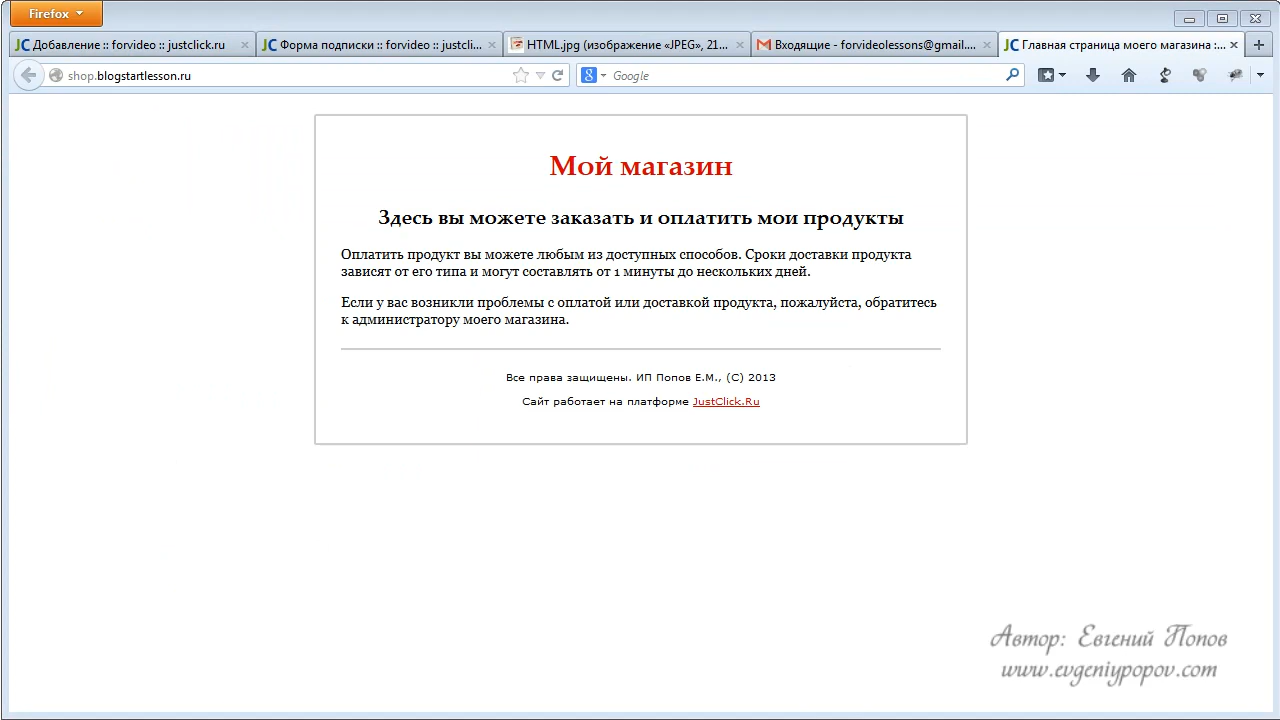 Firefox
Добавление :: forvideo :: justclick.ru
Форма подписки :: forvideo :: justcli...
HTML.jpg (изображение «JPEG», 21...
Входящие - forvideolessons@gmail....
Главная страница моего магазина :...
shop.blogstartlesson.ru
Google
Мой магазин
Здесь вы можете заказать и оплатить мои продукты
Оплатить продукт вы можете любым из доступных способов. Сроки доставки продукта
зависят от его типа и могут составлять от 1 минуты до нескольких дней.
Если у вас возникли проблемы с оплатой или доставкой продукта, пожалуйста, обратитесь
к администратору моего магазина.
Все права защищены. ИП Попов Е.М., (C) 2013
Сайт работает на платформе JustClick.Ru
Автор: Евгений Попов
www.evgeniypopov.com